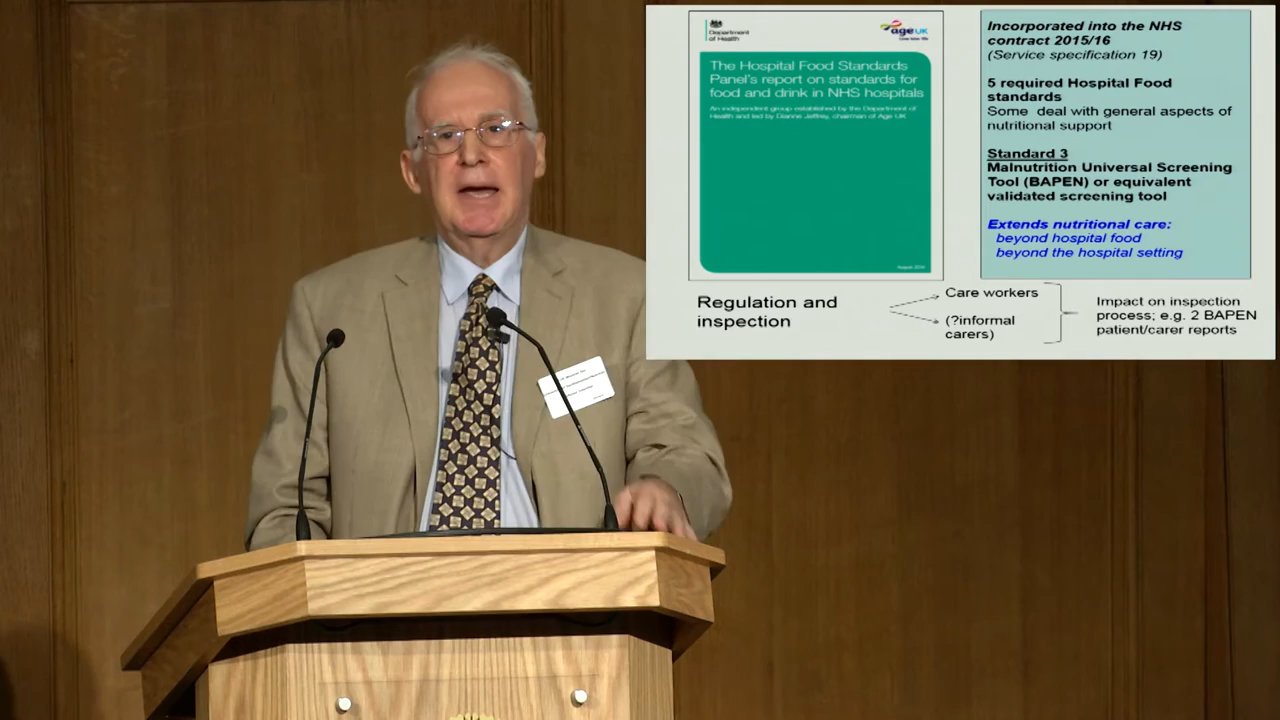 Department
of Health
age UK
The Hospital Food Standards
Panel's report on standards for
food and drink in NHS hospitals
An independent group established by the Department of
Health and led by Dianne Jeffrey, chairman of Age UK
Incorporated into the NHS
contract 2015/16
(Service specification 19)
5 required Hospital Food
standards
Some deal with general aspects of
nutritional support
Standard 3
Malnutrition Universal Screening
Tool (BAPEN) or equivalent
validated screening tool
Extends nutritional care:
beyond hospital food
beyond the hospital setting
Regulation and
inspection
Care workers
(?informal
carers)
Impact on inspection
process; e.g. 2 BAPEN
patient/carer reports